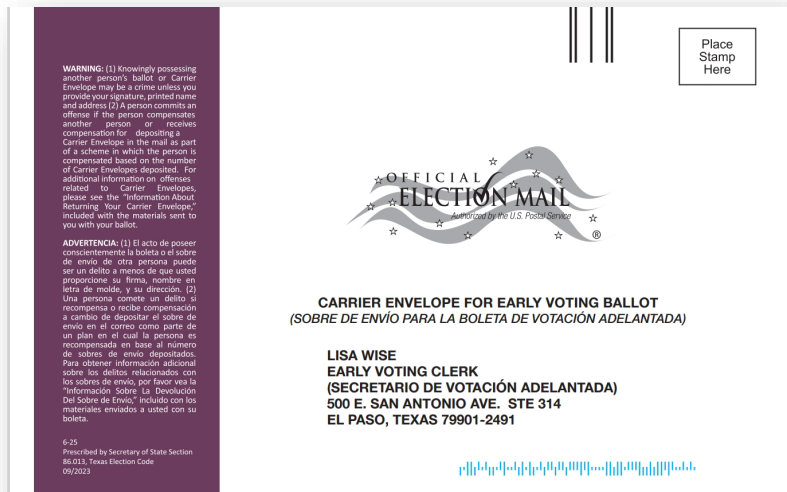 WARNING: (1) Knowingly possessing
another person's ballot or Carrier
Envelope may be a crime unless you
provide your signature, printed name
and address (2) A person commits an
offense if the person compensates
another person or receives
compensation for depositing a
Carrier Envelope in the mail as part
of a scheme in which the person is
compensated based on the number
of Carrier Envelopes deposited. For
additional information on offenses
related to Carrier Envelopes,
please see the "Information About
Returning Your Carrier Envelope,"
included with the materials sent to
you with your ballot.
ADVERTENCIA: (1) El acto de poseer
conscientemente la boleta o el sobre
de envío de otra persona puede
ser un delito a menos de que usted
proporcione su firma, nombre en
letra de molde, y su dirección. (2)
Una persona comete un delito si
recompensa o recibe compensación
a cambio de depositar el sobre de
envío en el correo como parte de
un plan en el cual la persona es
recompensada en base al número
de sobres de envío depositados.
Para obtener información adicional
sobre los delitos relacionados con
los sobres de envío, por favor vea la
"Información Sobre La Devolución
Del Sobre de Envío," incluido con los
materiales enviados a usted con su
boleta.
6-25
Prescribed by Secretary of State Section
86.013, Texas Election Code
09/2023
Place
Stamp
Here
OFFICIAL
ELECTION MAIL
Authorized by the U.S. Postal Service
®
CARRIER ENVELOPE FOR EARLY VOTING BALLOT
(SOBRE DE ENVÍO PARA LA BOLETA DE VOTACIÓN ADELANTADA)
LISA WISE
EARLY VOTING CLERK
(SECRETARIO DE VOTACIÓN ADELANTADA)
500 E. SAN ANTONIO AVE. STE 314
EL PASO, TEXAS 79901-2491